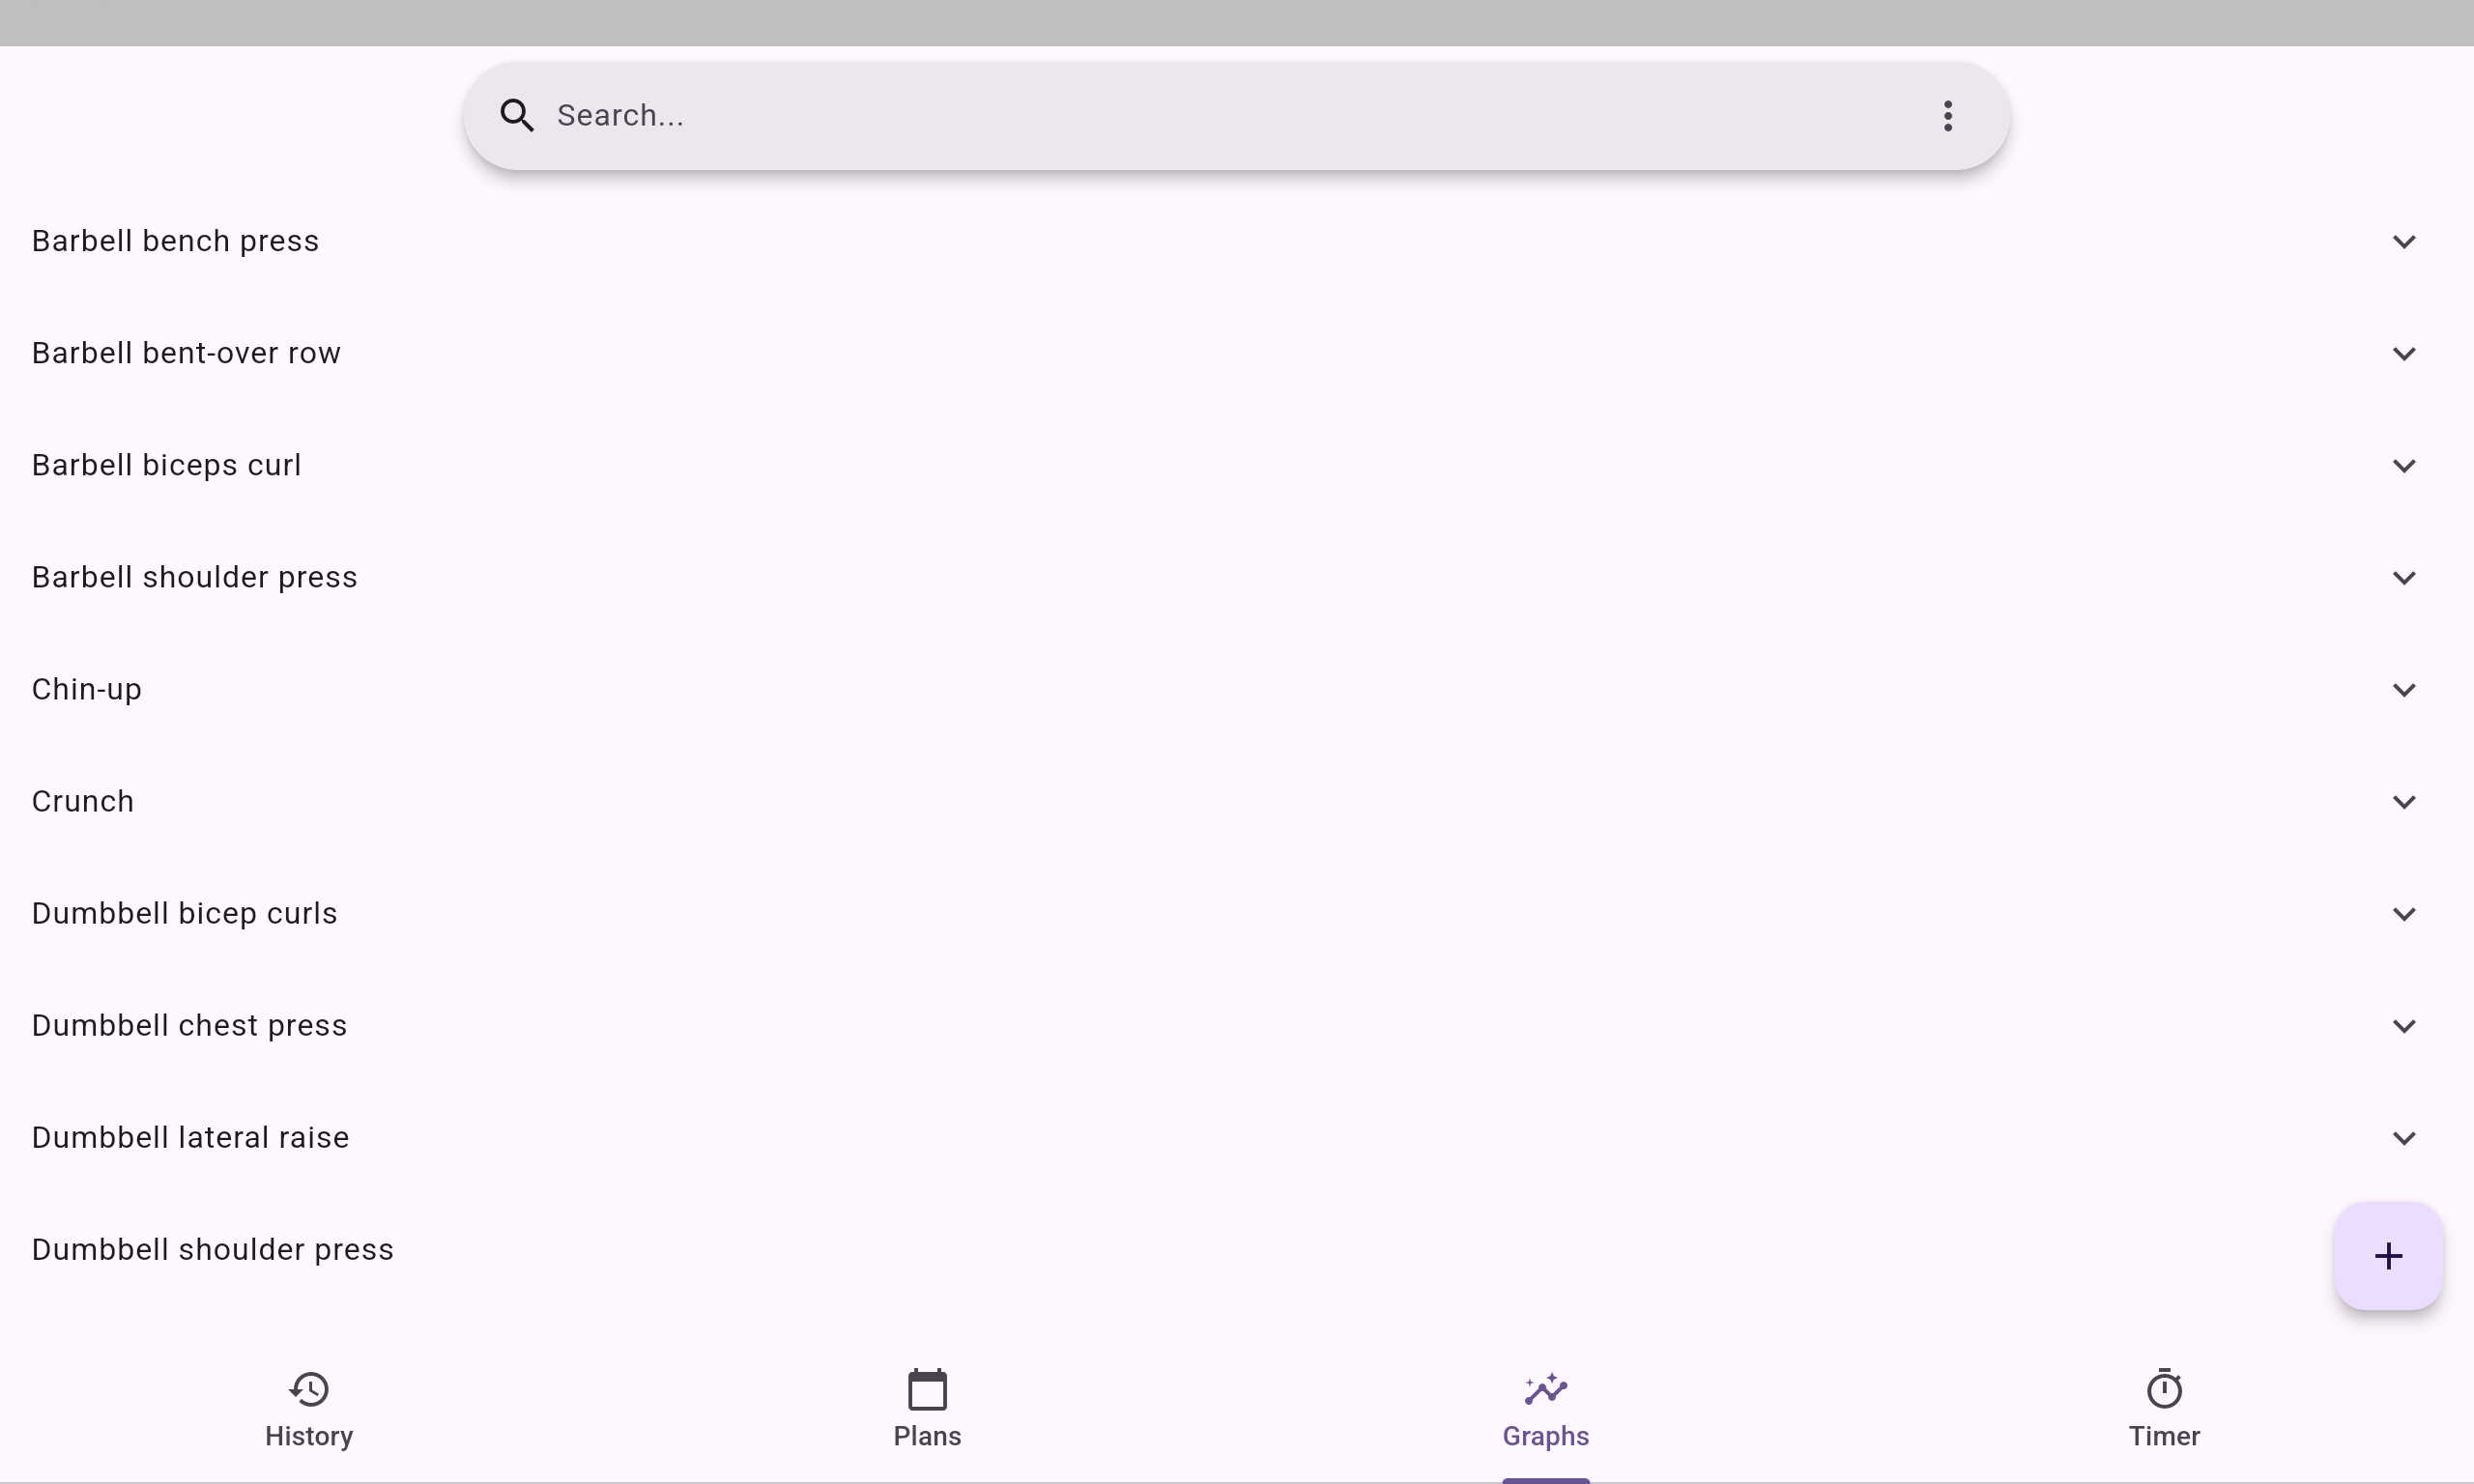 Search...
Barbell bench press
Barbell bent-over row
Barbell biceps curl
Barbell shoulder press
Chin-up
Crunch
Dumbbell bicep curls
Dumbbell chest press
Dumbbell lateral raise
Dumbbell shoulder press
History
Plans
Graphs
Timer